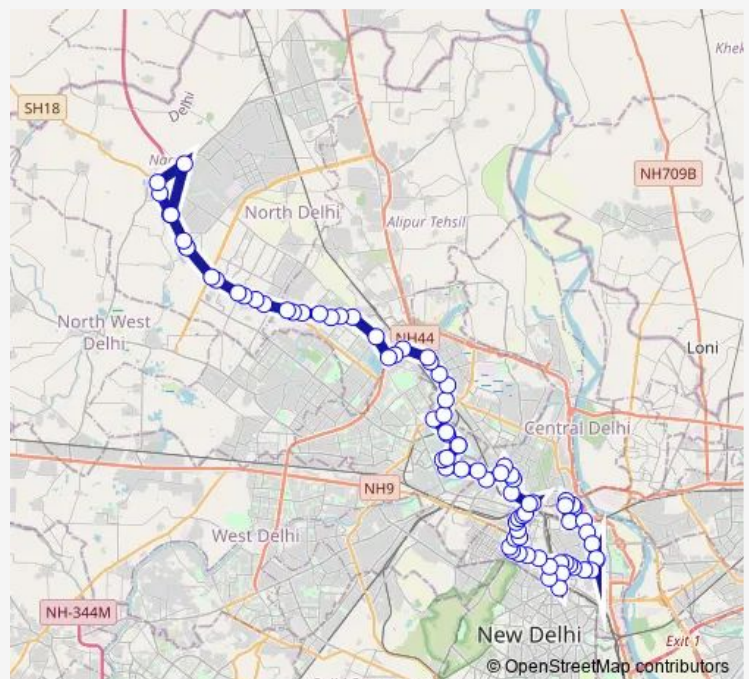 Khek
SH18
Delhi
NH709B
North Delhi
Alipur Tehsil
North West
Delhi
NH44
Loni
Central Delhi
NH9
West Delhi
NH-344M
New Delhi
Exit 1
© OpenStreetMap contributors